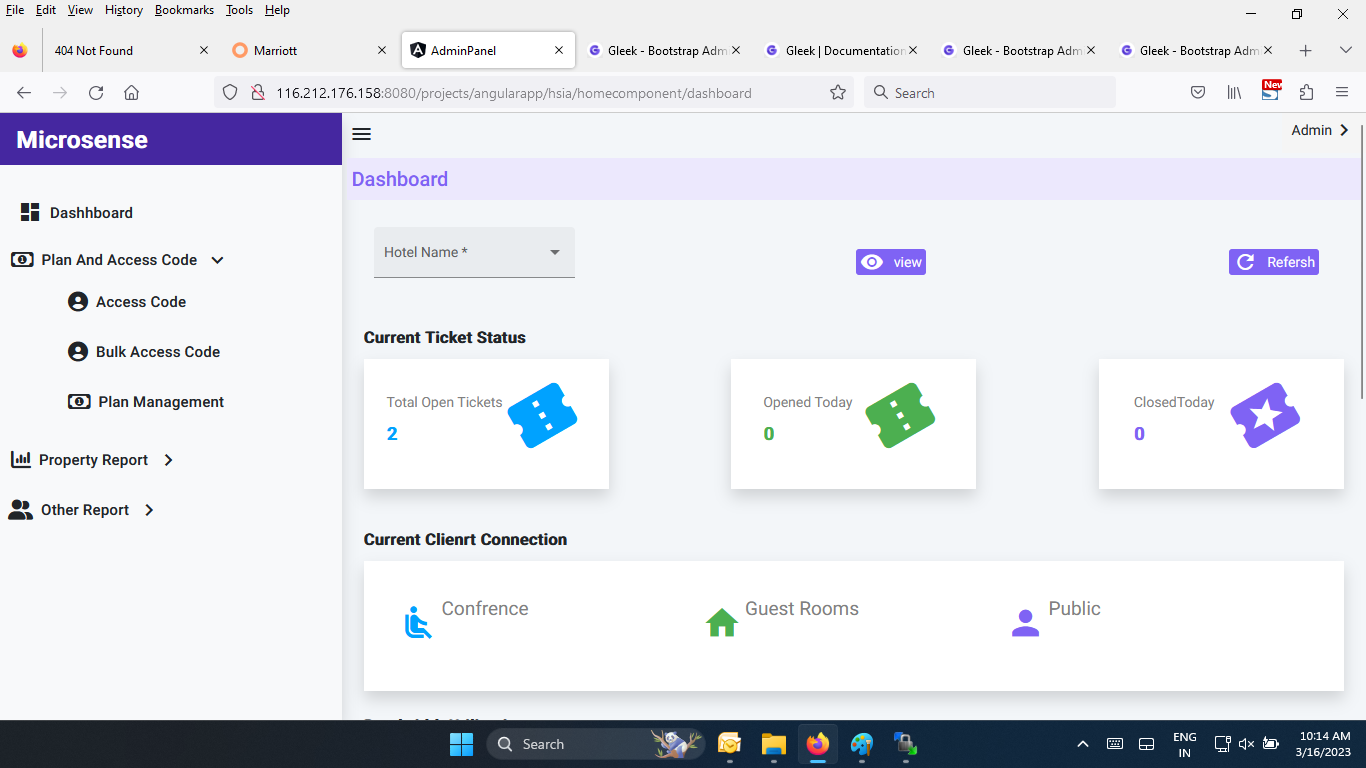 File Edit View History Bookmarks Tools Help
404 Not Found
Marriott
AdminPanel
Gleek - Bootstrap Adm
Gleek | Documentation
Gleek - Bootstrap Adm
Gleek - Bootstrap Adm
116.212.176.158:8080/projects/angularapp/hsia/homecomponent/dashboard
Search
New
Microsense
Admin
Dashboard
Dashhboard
Plan And Access Code
Access Code
Bulk Access Code
Plan Management
Property Report
Other Report
Hotel Name *
view
Refersh
Current Ticket Status
Total Open Tickets
2
Opened Today
0
ClosedToday
0
Current Clienrt Connection
Confrence
Guest Rooms
Public
Search
ENG
IN
10:14 AM
3/16/2023